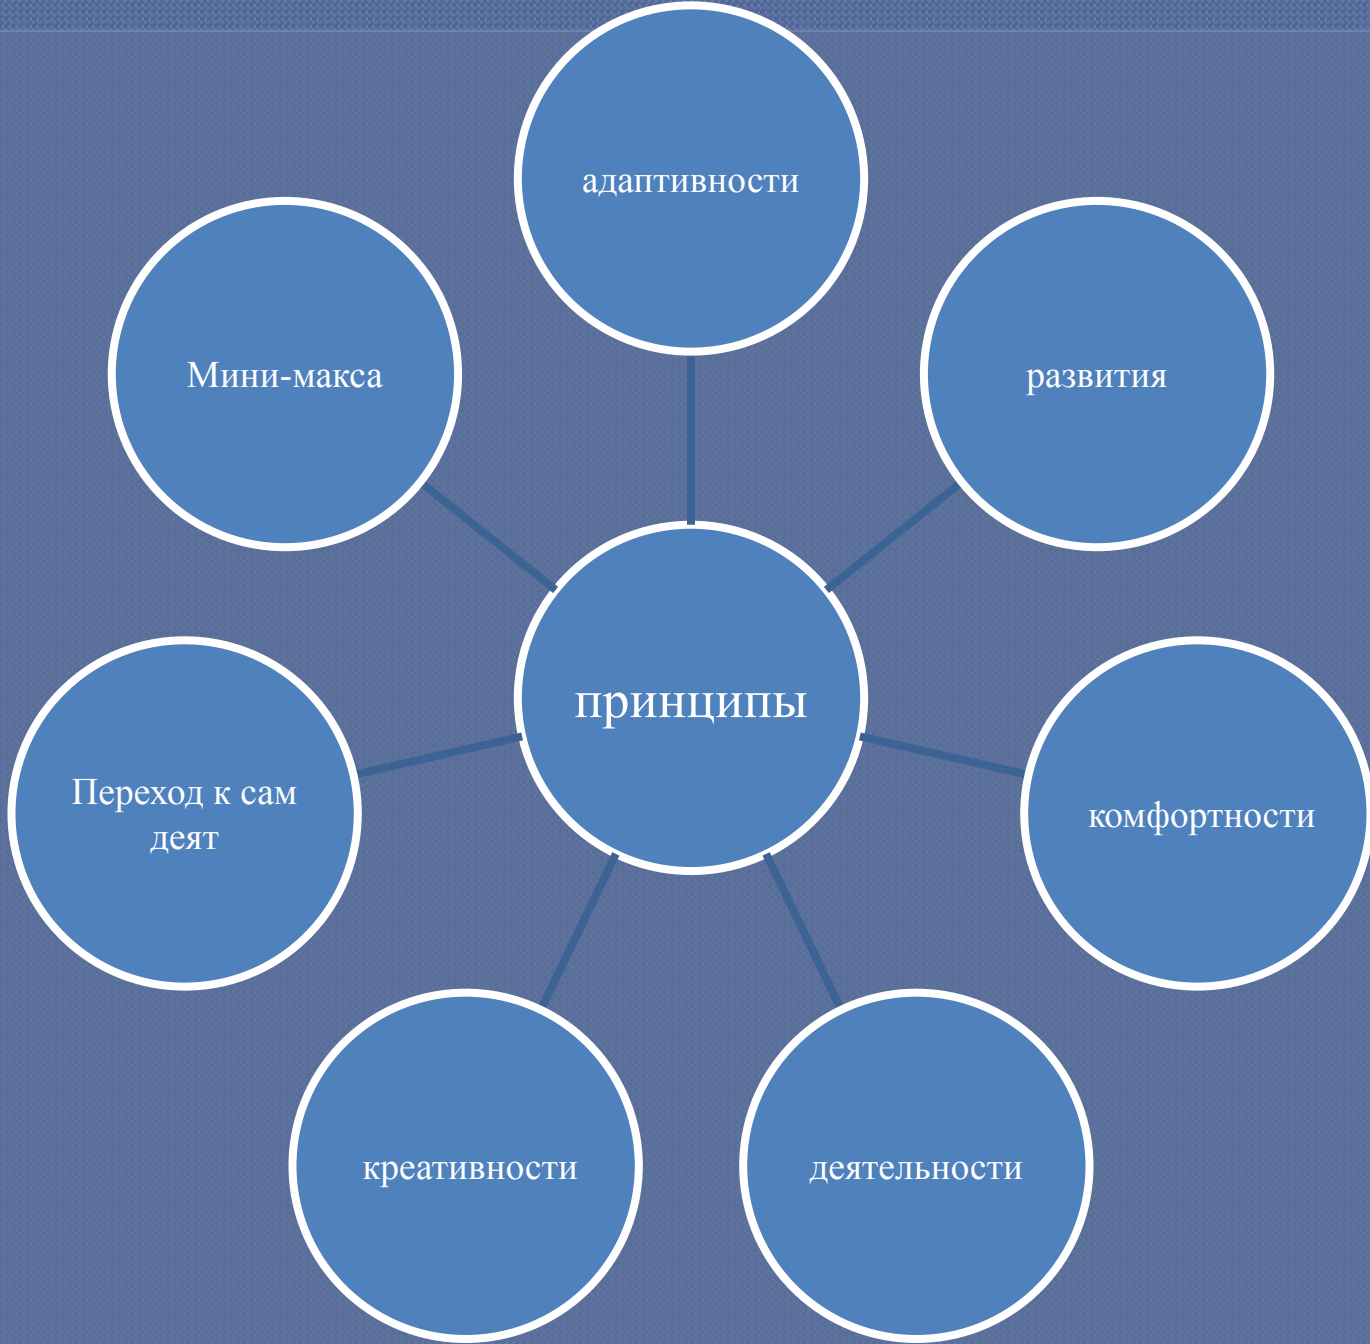 адаптивности
Мини-макса
развития
принципы
Переход к сам
деят
комфортности
креативности
деятельности